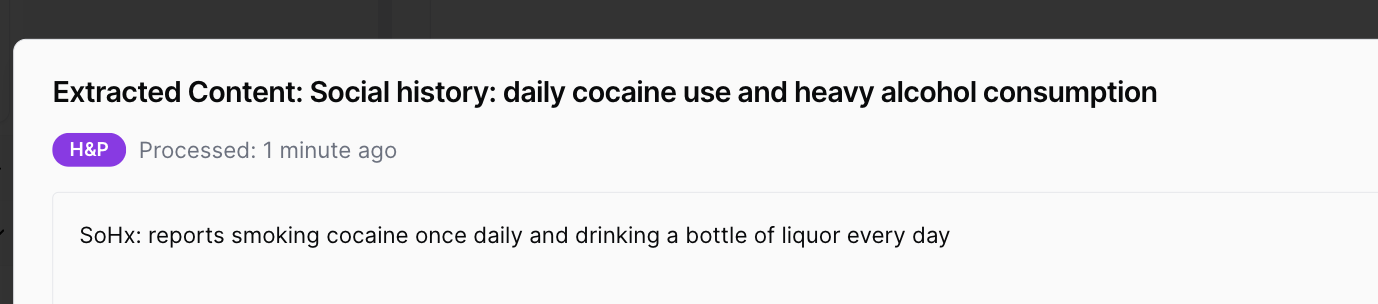 Extracted Content: Social history: daily cocaine use and heavy alcohol consumption
H&P Processed: 1 minute ago
SoHx: reports smoking cocaine once daily and drinking a bottle of liquor every day